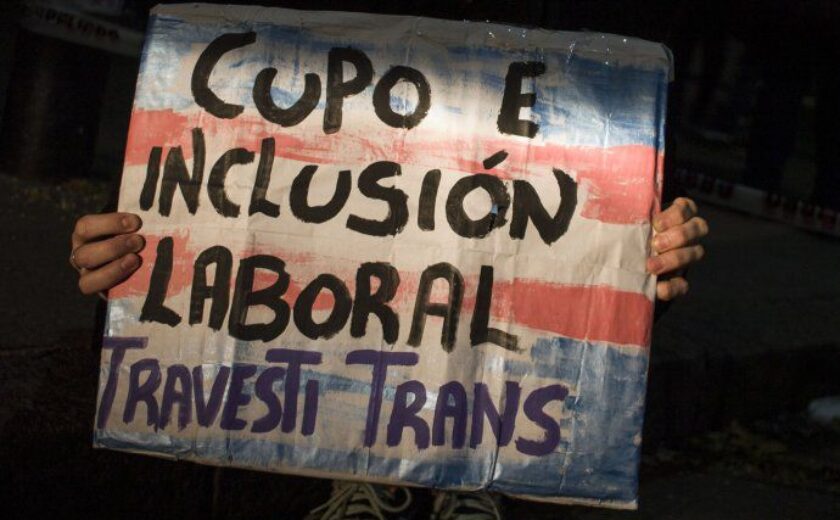 CUPO E
INCLUSIÓN
LABORAL
TRAVESTI TRANS